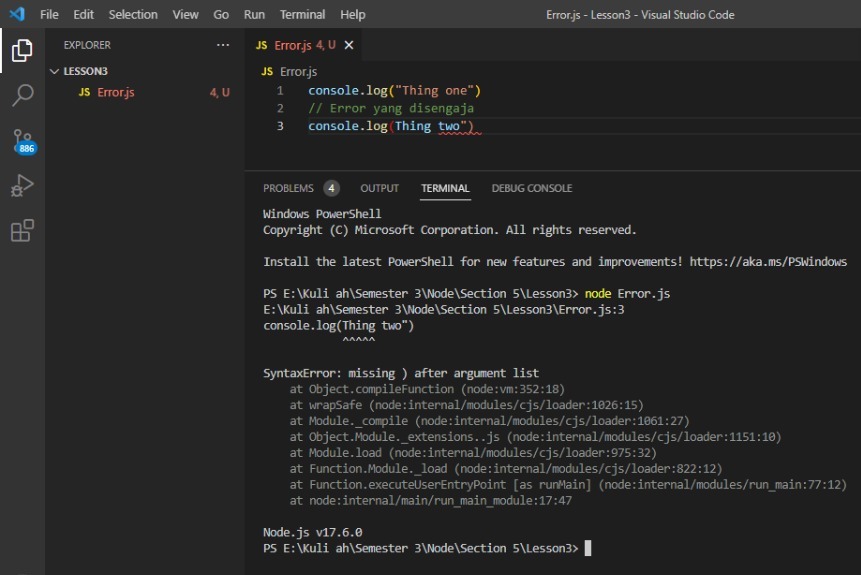 File Edit Selection View Go Run Terminal Help Error.js - Lesson3 - Visual Studio Code
EXPLORER ···
LESSON3
JS Error.js 4, U
886
JS Error.js 4, U
JS Error.js
1 console.log("Thing one")
2 // Error yang disengaja
3 console.log(Thing two")
PROBLEMS 4 OUTPUT TERMINAL DEBUG CONSOLE
Windows PowerShell
Copyright (C) Microsoft Corporation. All rights reserved.
Install the latest PowerShell for new features and improvements! https://aka.ms/PSWindows
PS E:\Kuli ah\Semester 3\Node\Section 5\Lesson3> node Error.js
E:\Kuli ah\Semester 3\Node\Section 5\Lesson3\Error.js:3
console.log(Thing two")
^^^^^
SyntaxError: missing ) after argument list
at Object.compileFunction (node:vm:352:18)
at wrapSafe (node:internal/modules/cjs/loader:1026:15)
at Module._compile (node:internal/modules/cjs/loader:1061:27)
at Object.Module._extensions..js (node:internal/modules/cjs/loader:1151:10)
at Module.load (node:internal/modules/cjs/loader:975:32)
at Function.Module._load (node:internal/modules/cjs/loader:822:12)
at Function.executeUserEntryPoint [as runMain] (node:internal/modules/run_main:77:12)
at node:internal/main/run_main_module:17:47
Node.js v17.6.0
PS E:\Kuli ah\Semester 3\Node\Section 5\Lesson3>